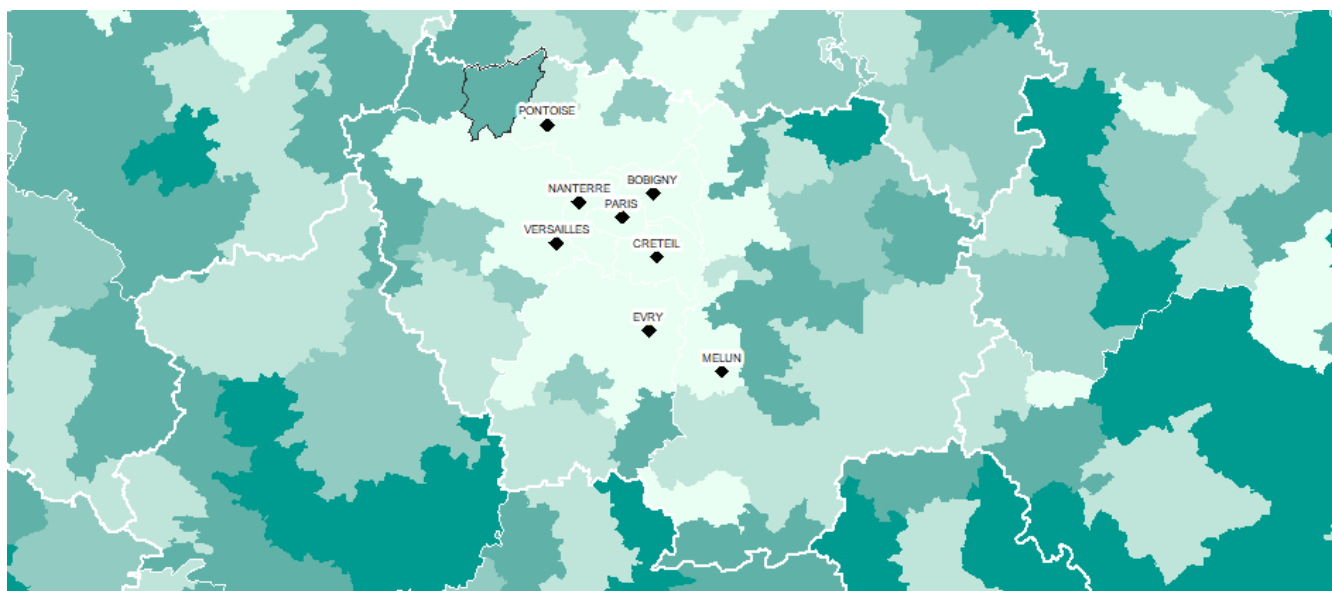 PONTOISE
NANTERRE
BOBIGNY
PARIS
VERSAILLES
CRETEIL
EVRY
MELUN